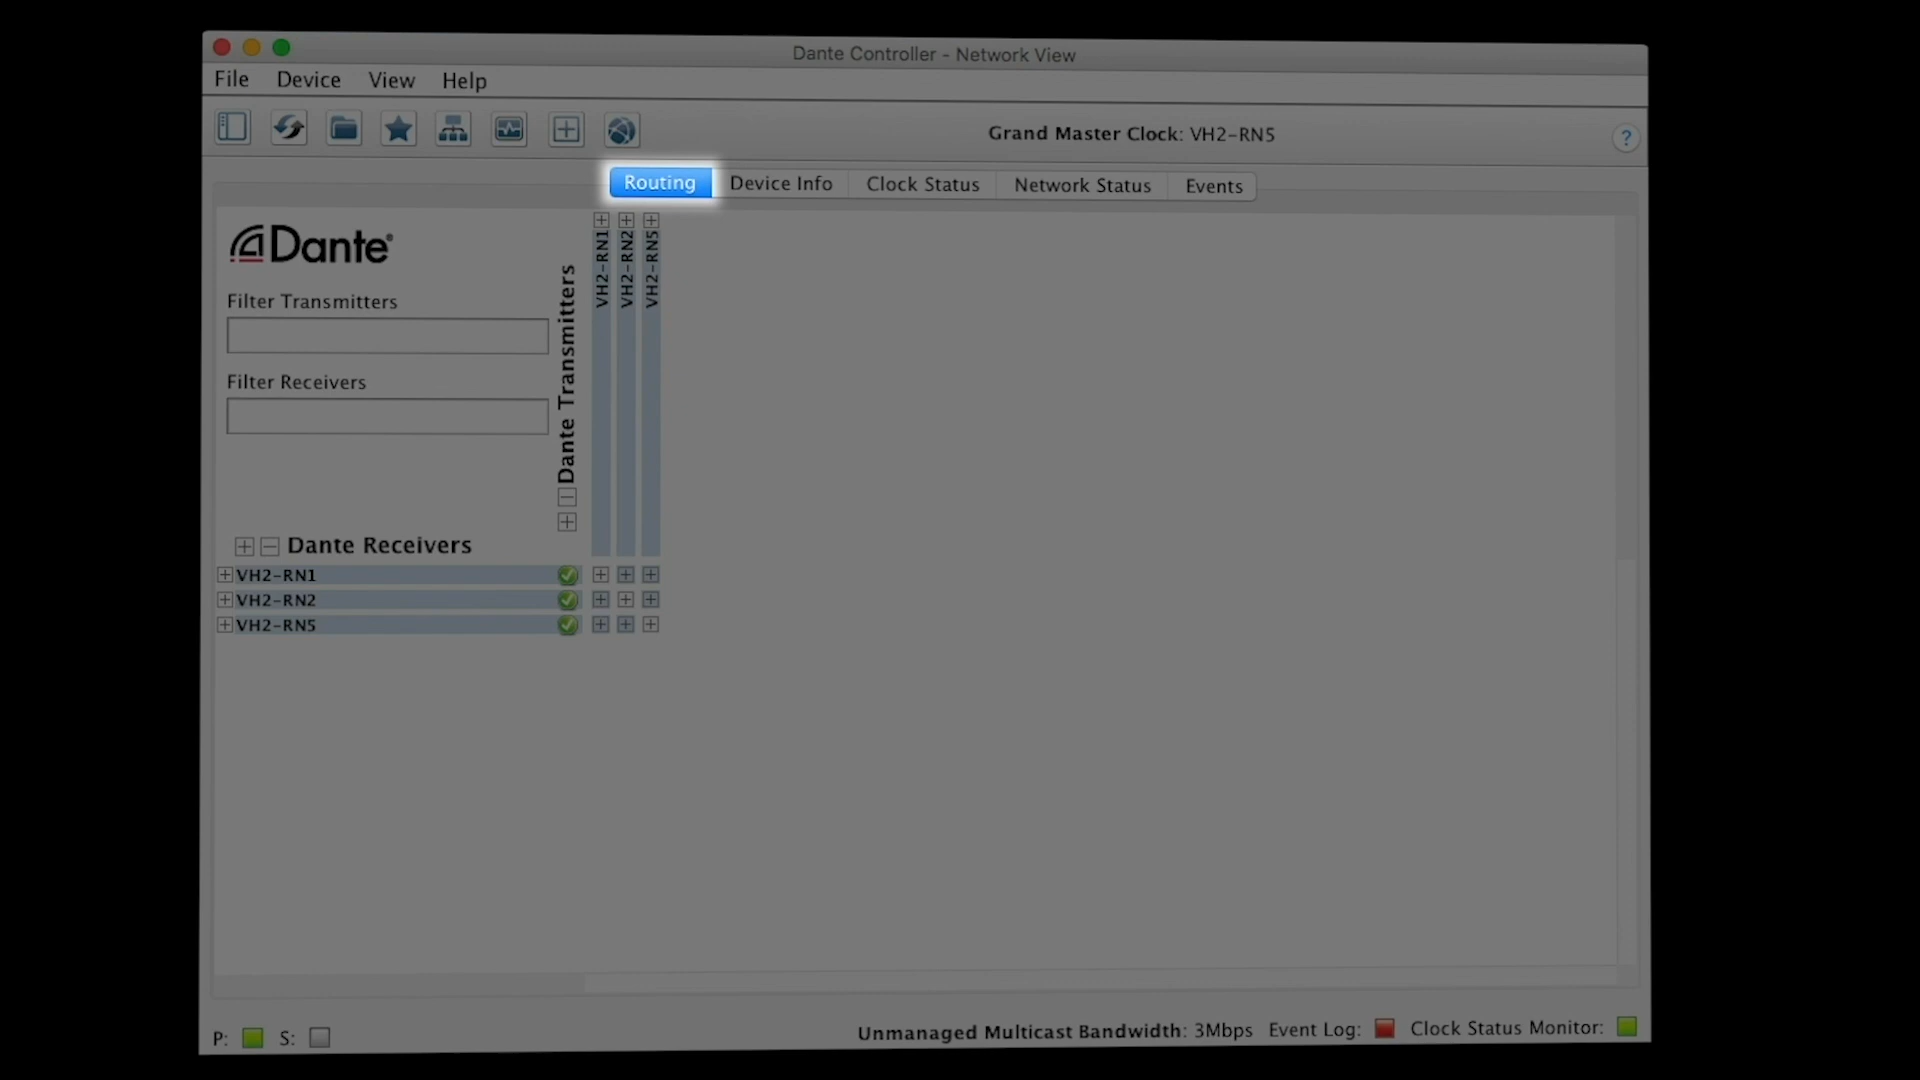 Dante Controller - Network View
File Device View Help
Grand Master Clock: VH2-RN5
?
Routing Device Info Clock Status Network Status Events
Dante®
Filter Transmitters
Filter Receivers
Dante Transmitters
VH2-RN1
VH2-RN2
VH2-RN5
Dante Receivers
VH2-RN1
VH2-RN2
VH2-RN5
P: S: Unmanaged Multicast Bandwidth: 3Mbps Event Log: Clock Status Monitor: